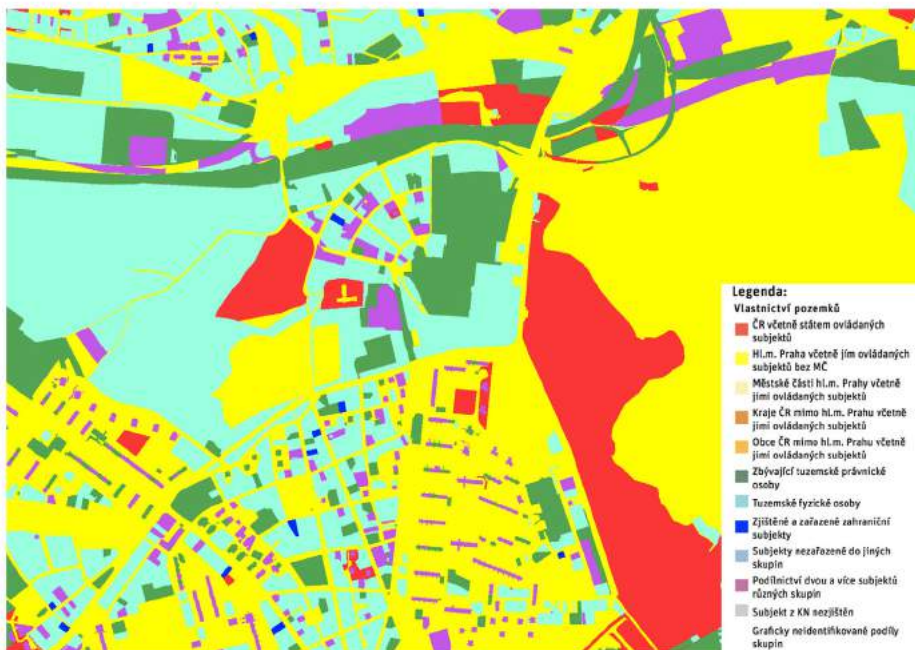 Legenda:
Vlastnictví pozemků
ČR včetně státem ovládaných
subjektů
Hl.m. Praha včetně jím ovládaných
subjektů bez MČ
Městské části hl.m. Prahy včetně
jimi ovládaných subjektů
Kraje ČR mimo hl.m. Prahu včetně
jimi ovládaných subjektů
Obce ČR mimo hl.m. Prahu včetně
jimi ovládaných subjektů
Zbývající tuzemské právnické
osoby
Tuzemské fyzické osoby
Zjištěné a zařazené zahraniční
subjekty
Subjekty nezařazené do jiných
skupin
Podílnictví dvou a více subjektů
různých skupin
Subjekt z KN nezjištěn
Graficky neidentifikované podíly
skupin